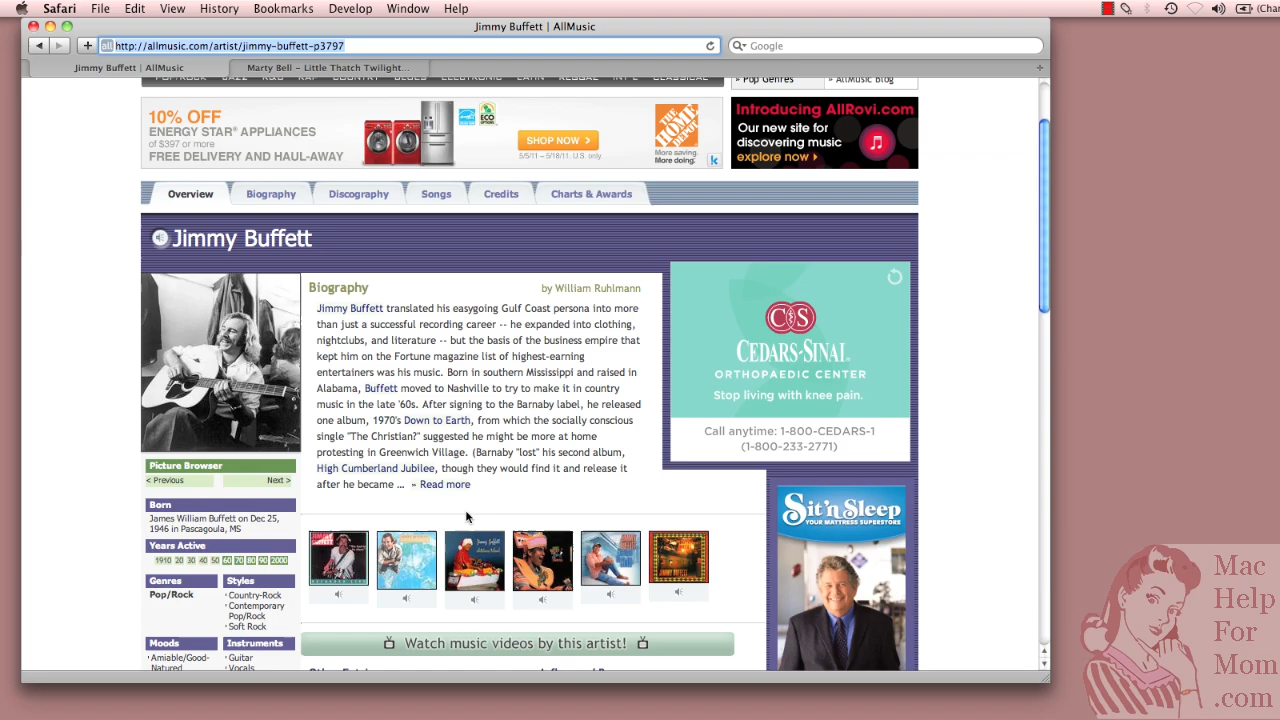 Safari File Edit View History Bookmarks Develop Window Help
Jimmy Buffett | AllMusic
http://allmusic.com/artist/jimmy-buffett-p3797
Google
Jimmy Buffett | AllMusic
Marty Bell – Little Thatch Twilight...
» Pop Genres
» AllMusic Blog
10% OFF
ENERGY STAR® APPLIANCES
of $397 or more
FREE DELIVERY AND HAUL-AWAY
SHOP NOW >
5/5/11 – 5/18/11. U.S. only
THE HOME DEPOT
More saving.
More doing.
Introducing AllRovi.com
Our new site for
discovering music
explore now
Overview Biography Discography Songs Credits Charts & Awards
Jimmy Buffett
Biography by William Ruhlmann
Jimmy Buffett translated his easygoing Gulf Coast persona into more
than just a successful recording career -- he expanded into clothing,
nightclubs, and literature -- but the basis of the business empire that
kept him on the Fortune magazine list of highest-earning
entertainers was his music. Born in southern Mississippi and raised in
Alabama, Buffett moved to Nashville to try to make it in country
music in the late '60s. After signing to the Barnaby label, he released
one album, 1970's Down to Earth, from which the socially conscious
single "The Christian?" suggested he might be more at home
protesting in Greenwich Village. (Barnaby "lost" his second album,
High Cumberland Jubilee, though they would find it and release it
after he became ... » Read more
CS
CEDARS-SINAI®
ORTHOPAEDIC CENTER
Stop living with knee pain.
Call anytime: 1-800-CEDARS-1
(1-800-233-2771)
Picture Browser
< Previous Next >
Born
James William Buffett on Dec 25,
1946 in Pascagoula, MS
Years Active
1910 20 30 40 50 60 70 80 90 2000
Genres
Pop/Rock
Styles
Country-Rock
Contemporary
Pop/Rock
Soft Rock
Moods
Amiable/Good-
Natured
Instruments
Guitar
Vocals
Watch music videos by this artist!
Sit'n Sleep
YOUR MATTRESS SUPERSTORE
Mac
Help
For
Mom
.com